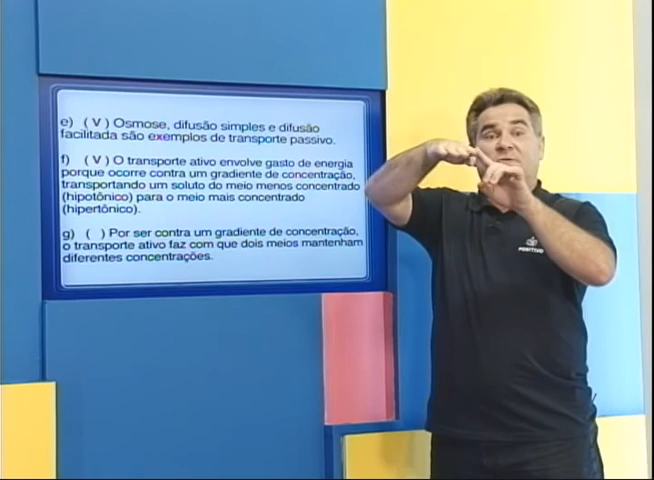 e) ( V ) Osmose, difusão simples e difusão
facilitada são exemplos de transporte passivo.
f) ( V ) O transporte ativo envolve gasto de energia
porque ocorre contra um gradiente de concentração,
transportando um soluto do meio menos concentrado
(hipotônico) para o meio mais concentrado
(hipertônico).
g) ( ) Por ser contra um gradiente de concentração,
o transporte ativo faz com que dois meios mantenham
diferentes concentrações.
POSITIVO